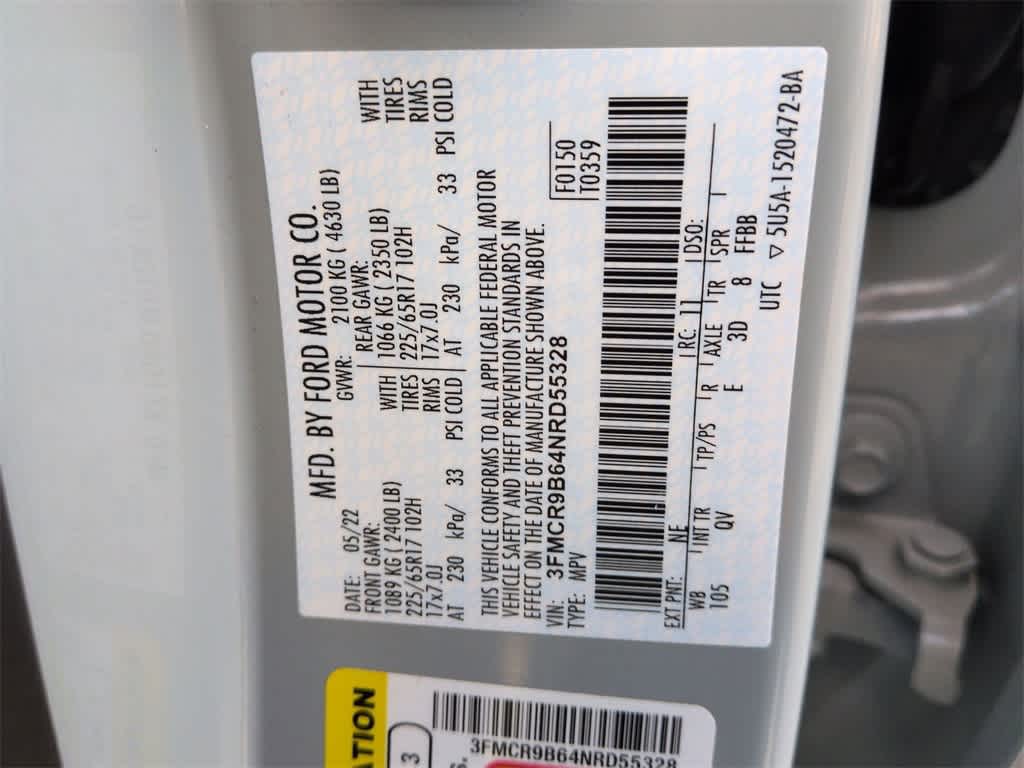 MFD. BY FORD MOTOR CO.
DATE: 05/22 GVWR: 2100 KG ( 4630 LB)
FRONT GAWR: REAR GAWR:
1089 KG ( 2400 LB) WITH 1066 KG ( 2350 LB) WITH
225/65R17 102H TIRES 225/65R17 102H TIRES
17x7.0J RIMS 17x7.0J RIMS
AT 230 kPa/ 33 PSI COLD AT 230 kPa/ 33 PSI COLD
THIS VEHICLE CONFORMS TO ALL APPLICABLE FEDERAL MOTOR
VEHICLE SAFETY AND THEFT PREVENTION STANDARDS IN
EFFECT ON THE DATE OF MANUFACTURE SHOWN ABOVE.
VIN: 3FMCR9B64NRD55328 F0150
TYPE: MPV T0359
EXT PNT: NE RC: 11 DSO:
WB INT TR TP/PS R AXLE TR SPR
105 QV E 3D 8 FFBB
UTC ▽ 5U5A-1520472-BA
ATION
3
S.
3FMCR9B64NRD55328